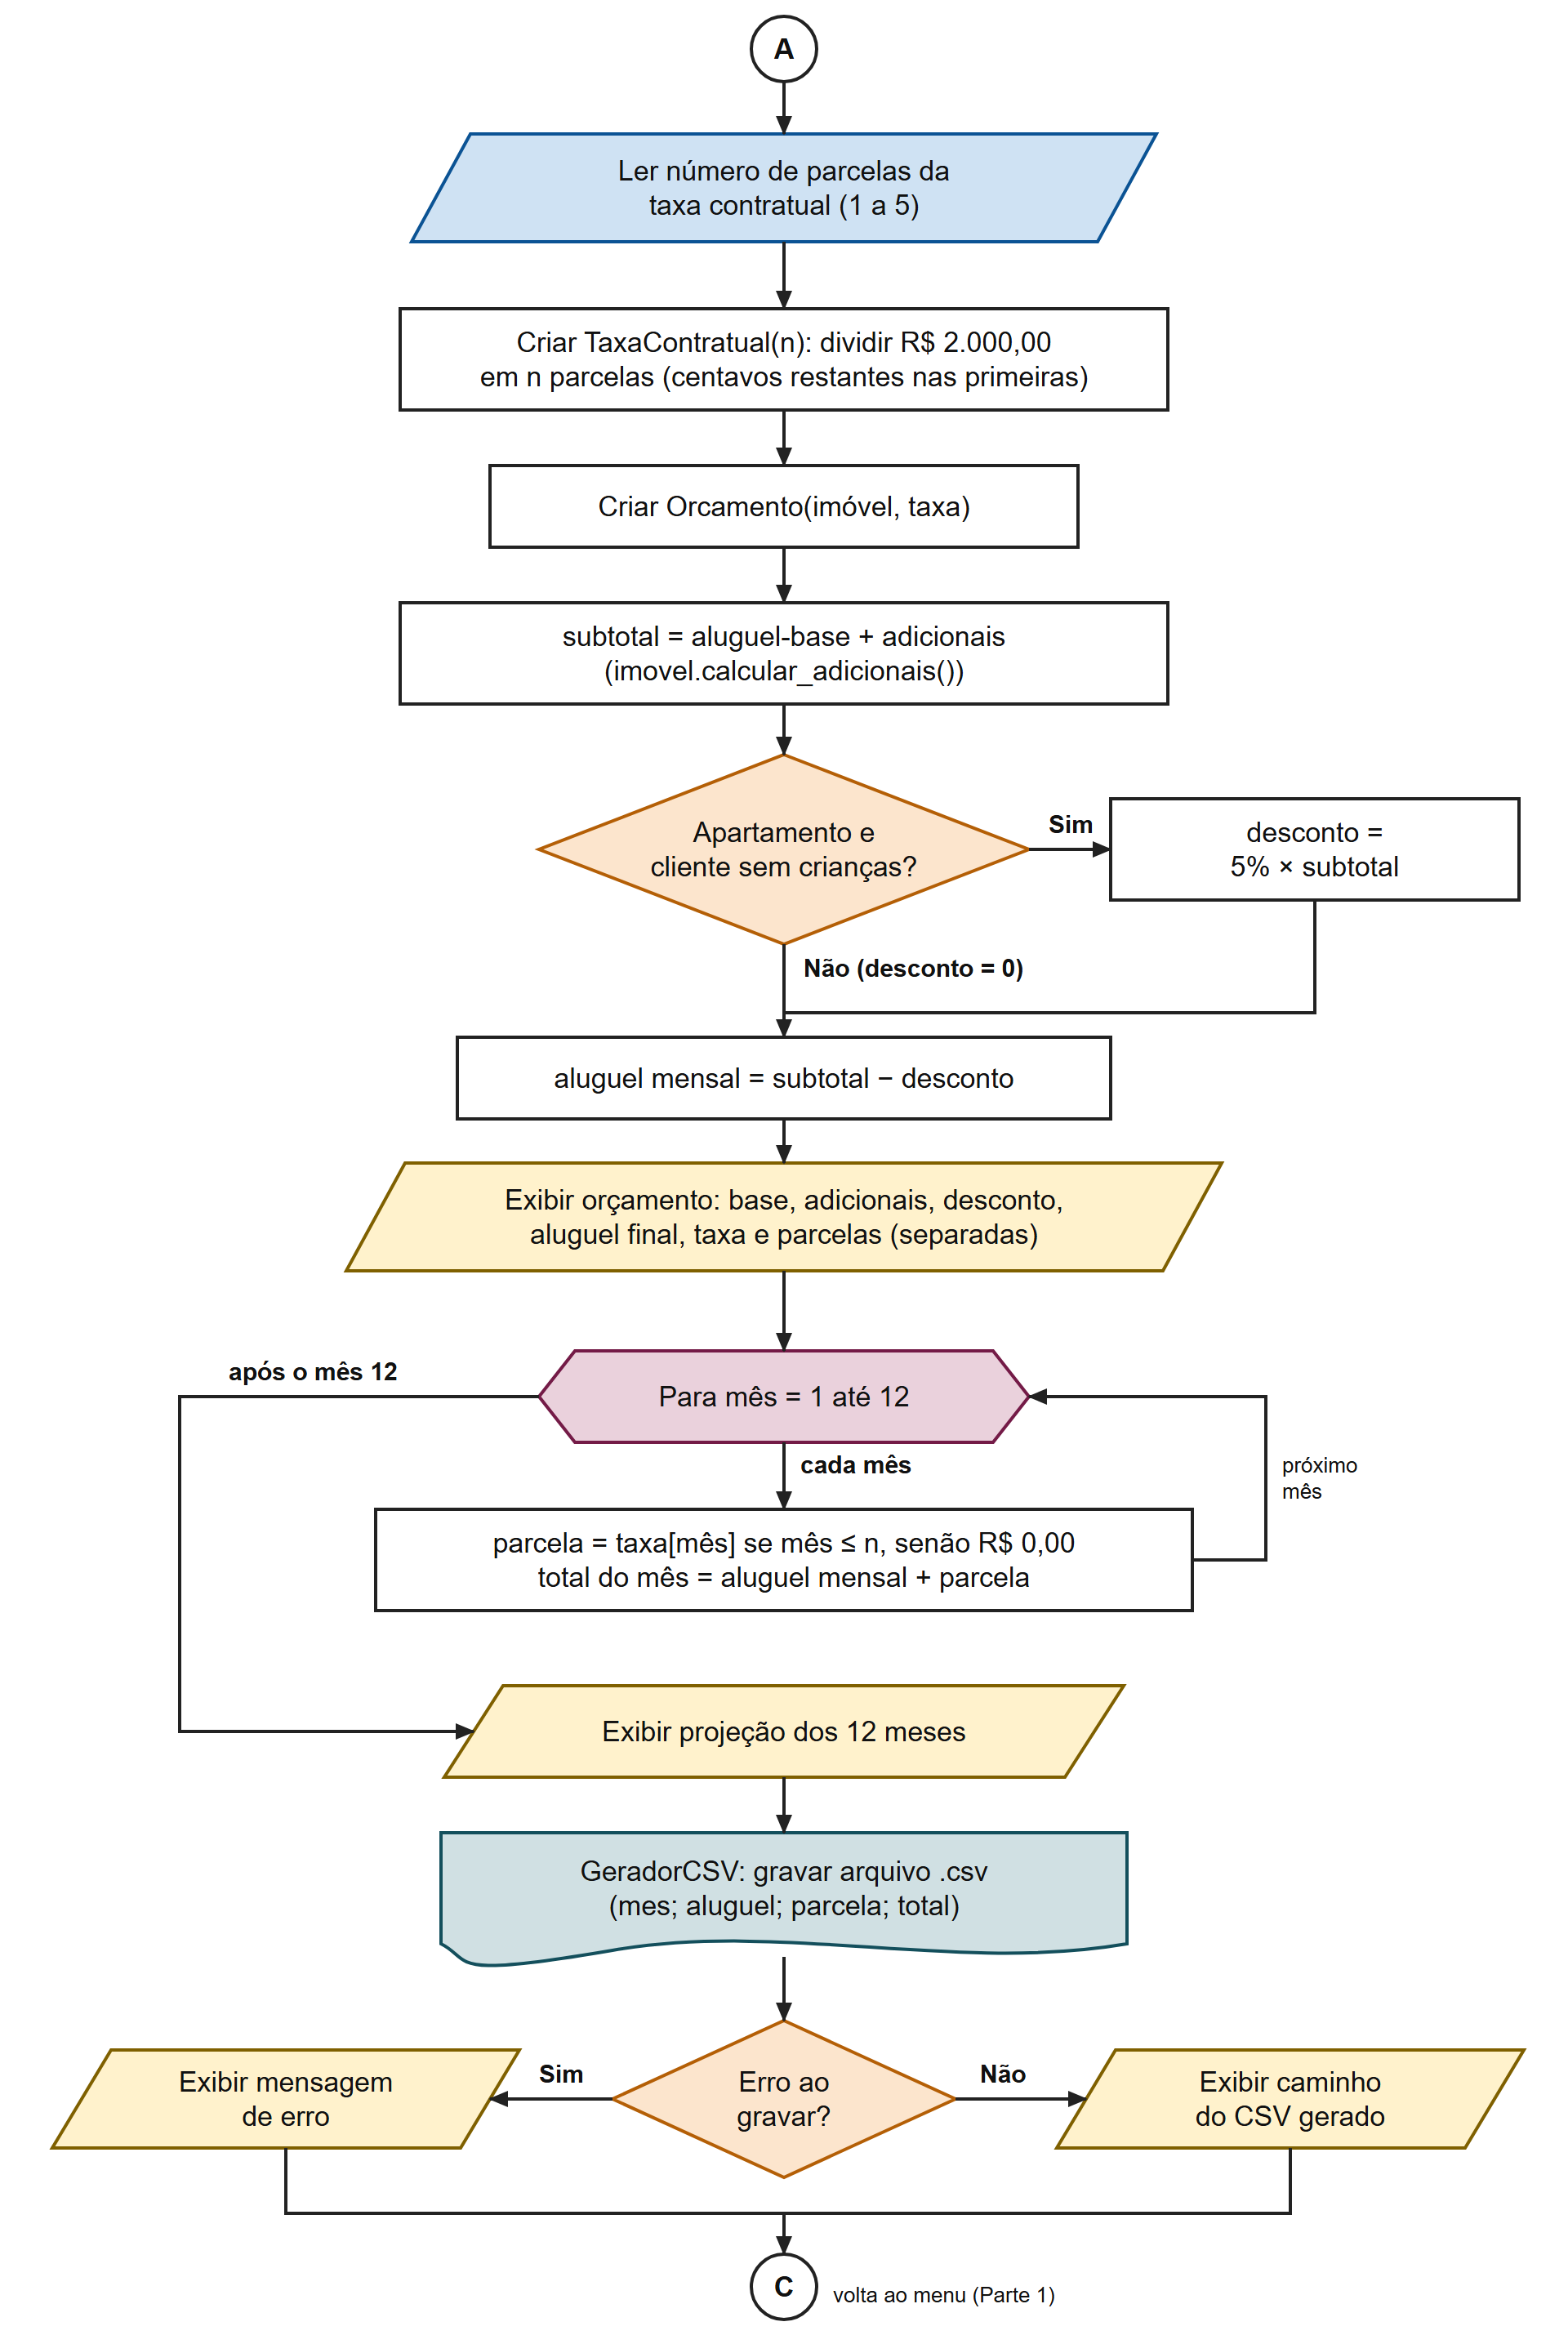 A
Ler número de parcelas da
taxa contratual (1 a 5)
Criar TaxaContratual(n): dividir R$ 2.000,00
em n parcelas (centavos restantes nas primeiras)
Criar Orcamento(imóvel, taxa)
subtotal = aluguel-base + adicionais
(imovel.calcular_adicionais())
Apartamento e
cliente sem crianças?
Sim
desconto =
5% × subtotal
Não (desconto = 0)
aluguel mensal = subtotal − desconto
Exibir orçamento: base, adicionais, desconto,
aluguel final, taxa e parcelas (separadas)
após o mês 12
Para mês = 1 até 12
cada mês
próximo
mês
parcela = taxa[mês] se mês ≤ n, senão R$ 0,00
total do mês = aluguel mensal + parcela
Exibir projeção dos 12 meses
GeradorCSV: gravar arquivo .csv
(mes; aluguel; parcela; total)
Exibir mensagem
de erro
Sim
Erro ao
gravar?
Não
Exibir caminho
do CSV gerado
C
volta ao menu (Parte 1)